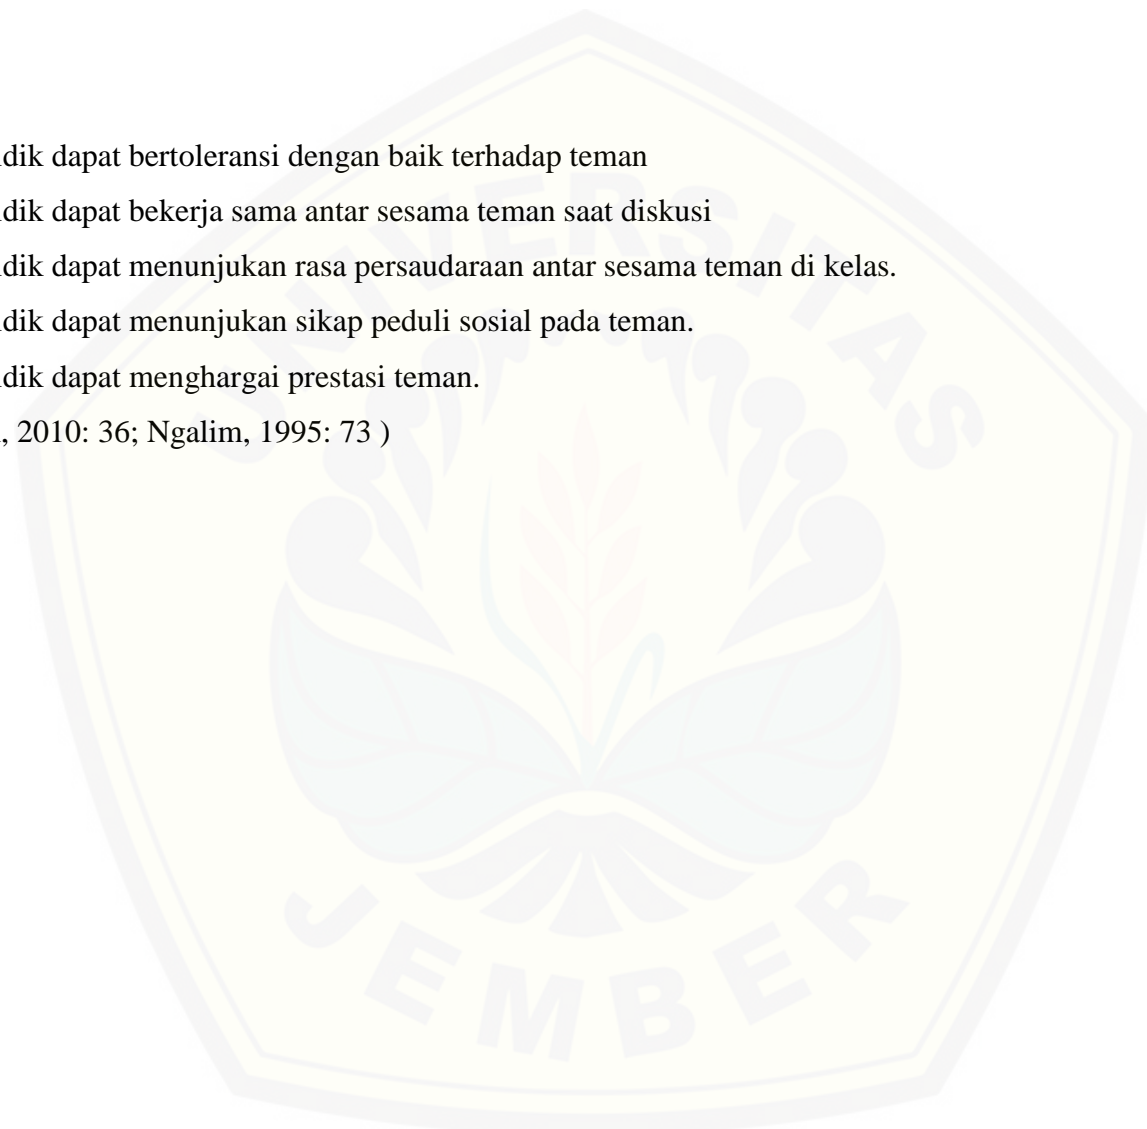 dik dapat bertoleransi dengan baik terhadap teman
dik dapat bekerja sama antar sesama teman saat diskusi
dik dapat menunjukan rasa persaudaraan antar sesama teman di kelas.
dik dapat menunjukan sikap peduli sosial pada teman.
dik dapat menghargai prestasi teman.
, 2010: 36; Ngalim, 1995: 73 )
UNIVERSITAS
JEMBER